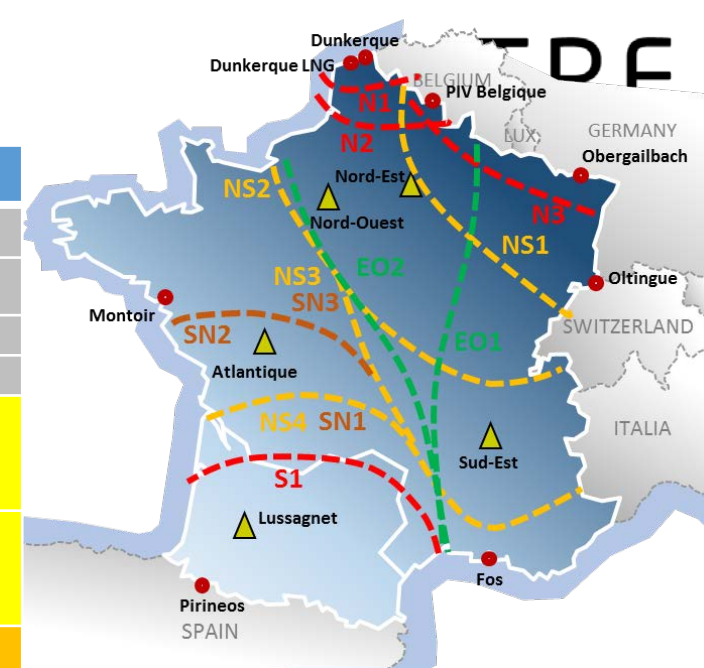 Dunkerque
Dunkerque LNG
BELGIUM
PIV Belgique
N1
N2
LUX
GERMANY
Obergailbach
Nord-Est
NS2
Nord-Ouest
N3
NS1
EO2
NS3
SN3
Oltingue
Montoir
SN2
EO1
SWITZERLAND
Atlantique
NS4 SN1
ITALIA
Sud-Est
S1
Lussagnet
Fos
Pirineos
SPAIN